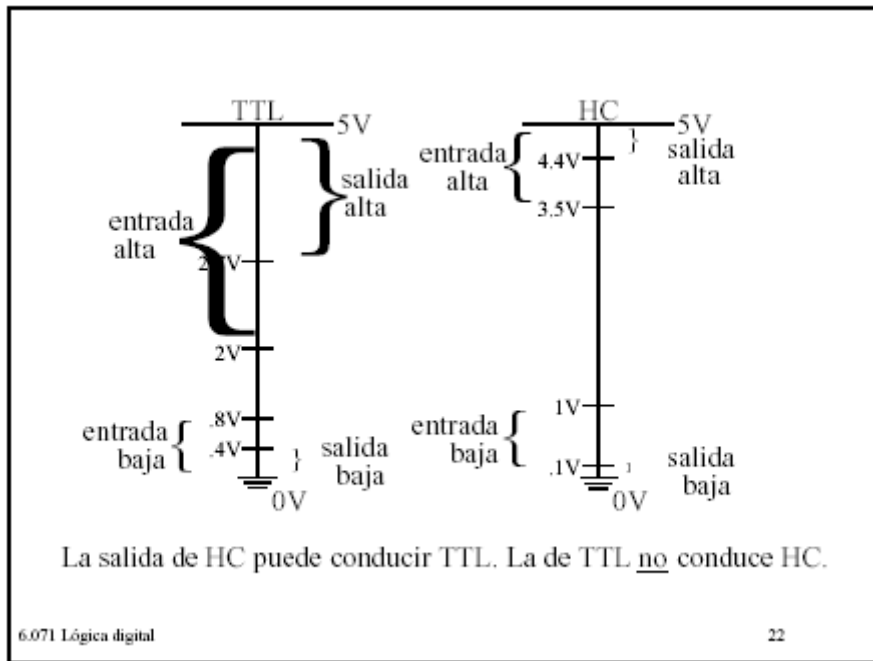 TTL
5V
entrada
alta
salida
alta
2V
.8V
.4V
entrada
baja
salida
baja
0V
HC
5V
entrada
alta
4.4V
3.5V
salida
alta
1V
.1V
entrada
baja
salida
baja
0V
La salida de HC puede conducir TTL. La de TTL no conduce HC.
6.071 Lógica digital
22